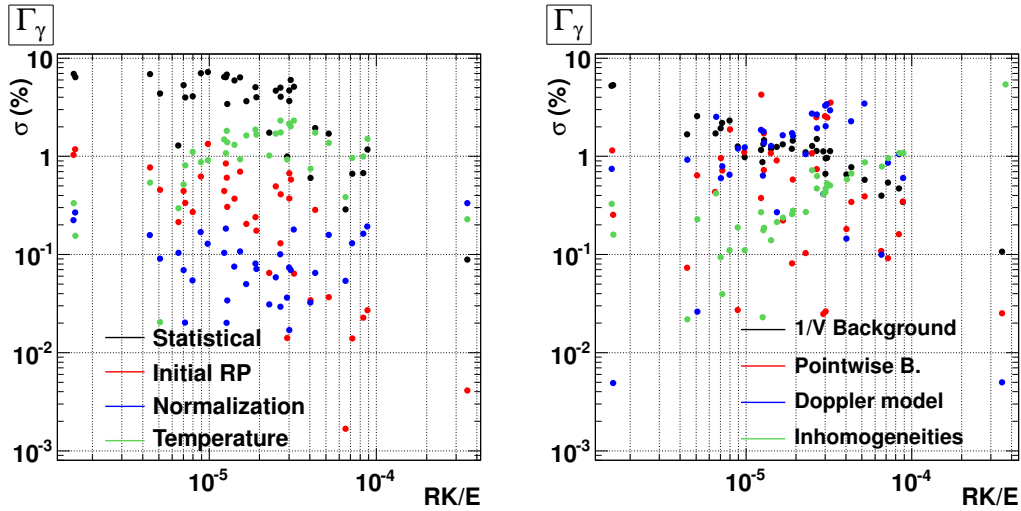 Γγ
σ (%)
10
1
10⁻¹
10⁻²
10⁻³
Statistical
Initial RP
Normalization
Temperature
10⁻⁵
10⁻⁴
RK/E
Γγ
σ (%)
10
1
10⁻¹
10⁻²
10⁻³
1/V Background
Pointwise B.
Doppler model
Inhomogeneities
10⁻⁵
10⁻⁴
RK/E